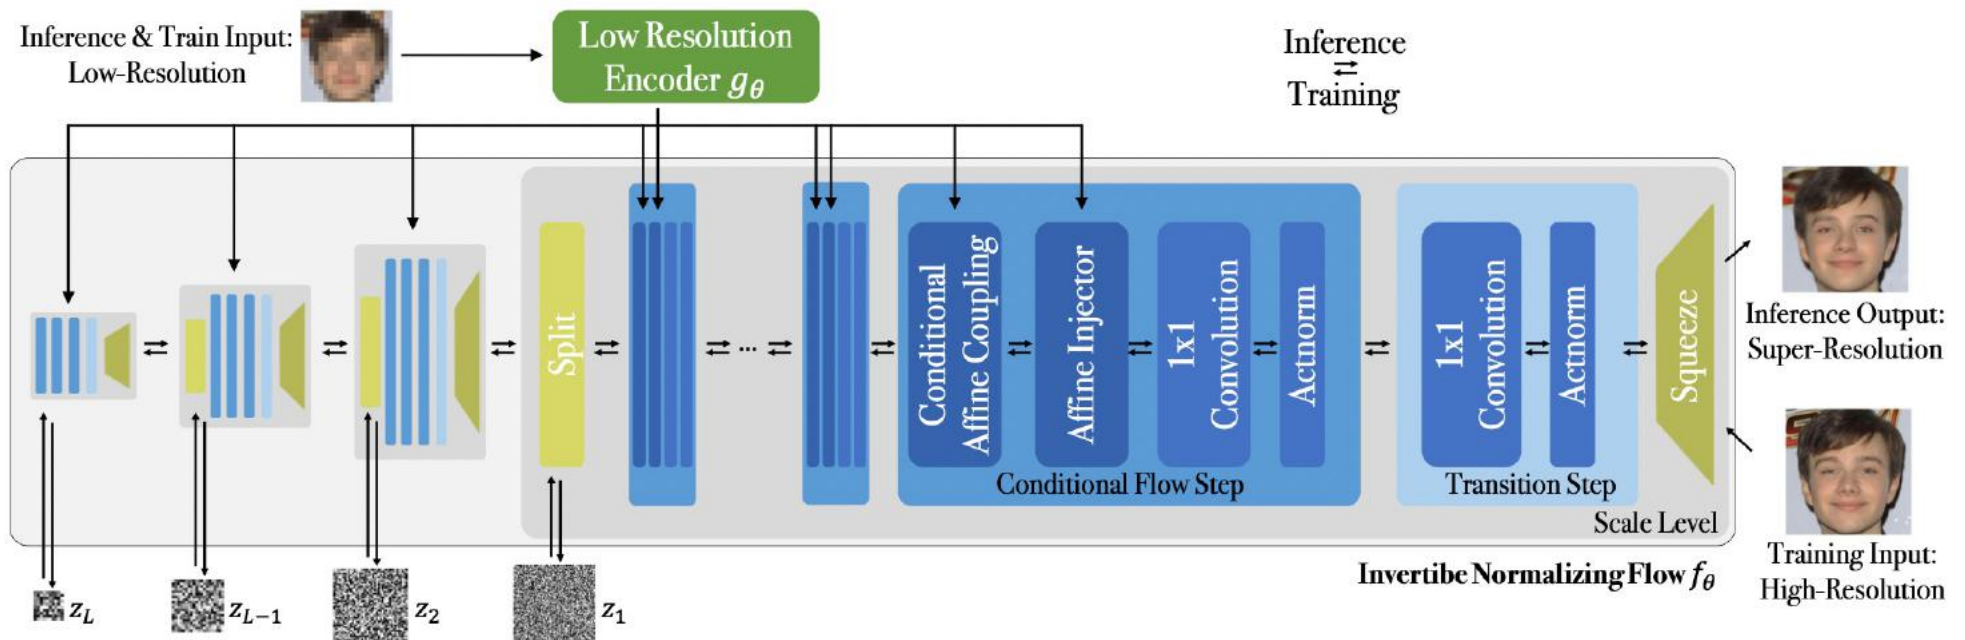 Inference & Train Input:
Low-Resolution
Low Resolution
Encoder gθ
Inference
Training
Split
...
Conditional
Affine Coupling
Affine Injector
1x1
Convolution
Actnorm
Conditional Flow Step
1x1
Convolution
Actnorm
Transition Step
Squeeze
Scale Level
Inference Output:
Super-Resolution
Training Input:
High-Resolution
Invertibe Normalizing Flow fθ
zL
zL−1
z2
z1